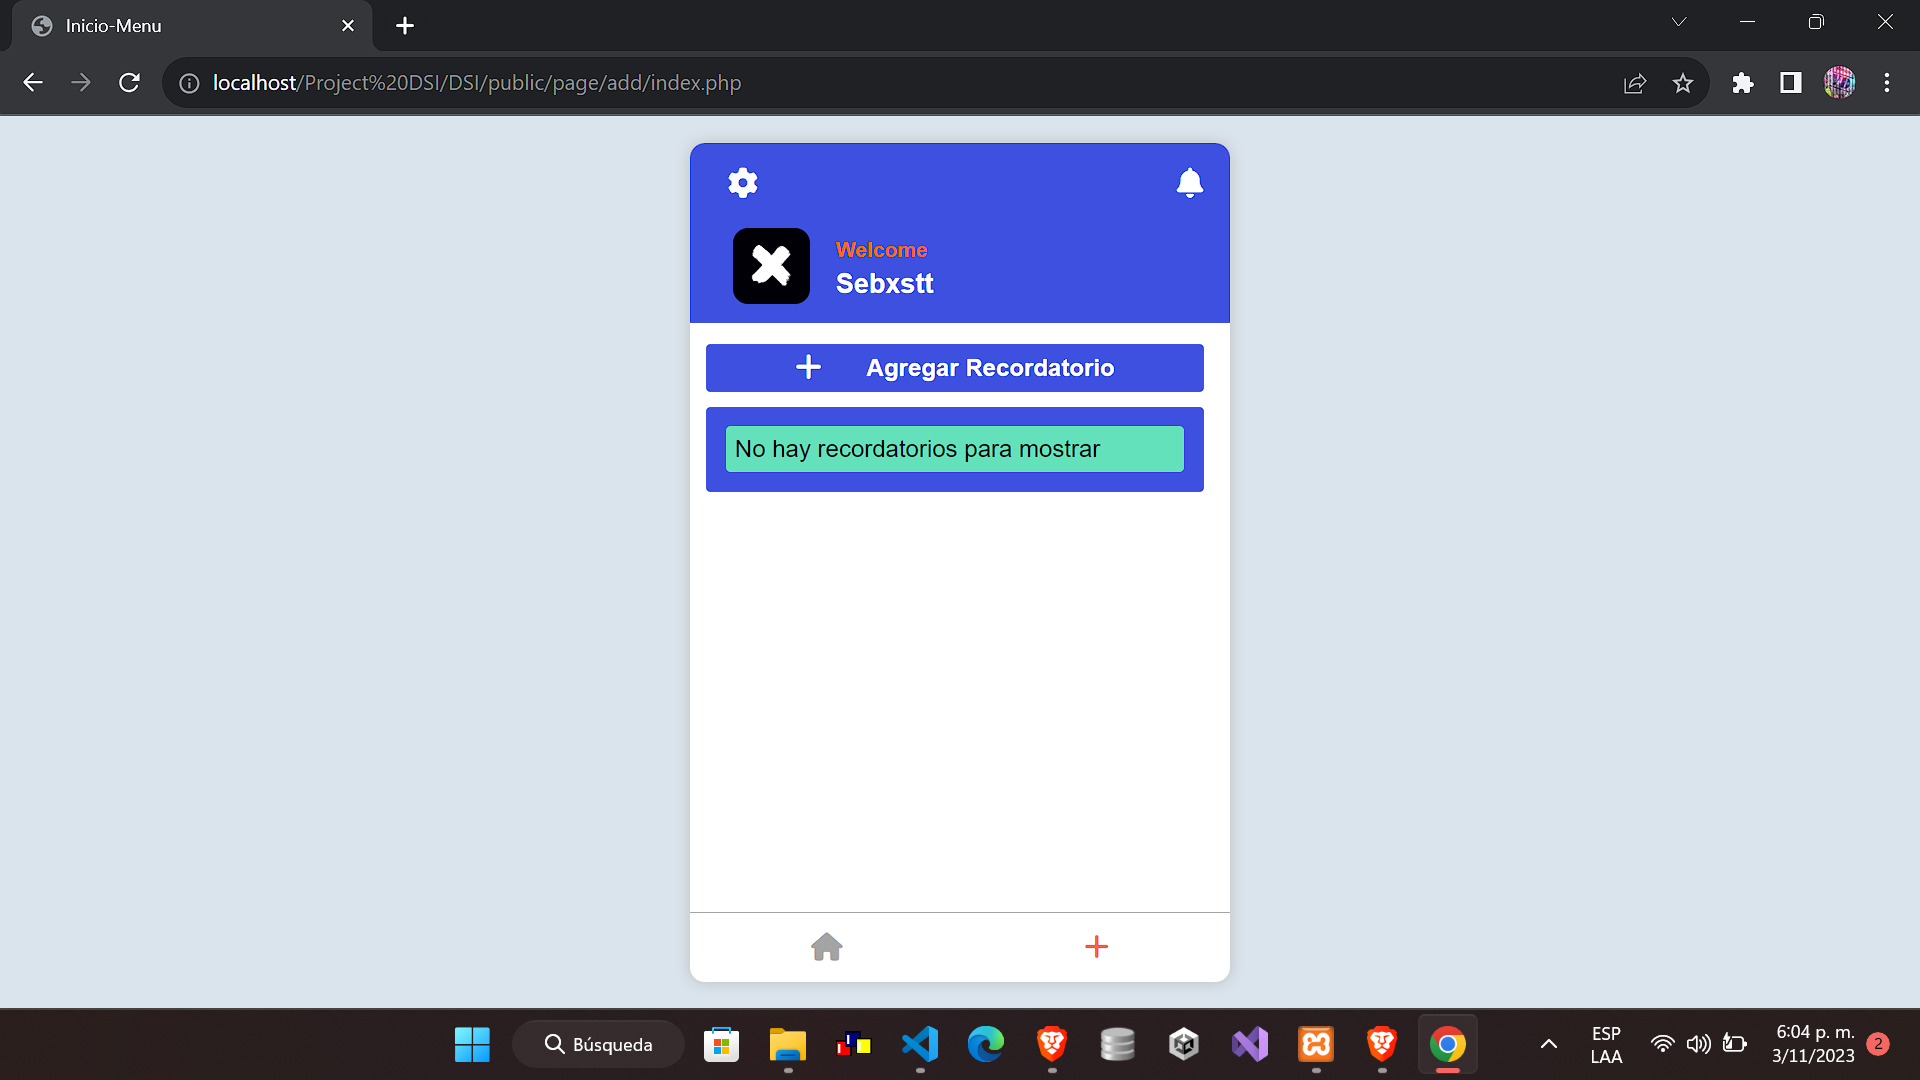 Inicio-Menu
localhost/Project%20DSI/DSI/public/page/add/index.php
Welcome
Sebxstt
Agregar Recordatorio
No hay recordatorios para mostrar
Búsqueda
ESP
LAA
6:04 p. m.
3/11/2023
2